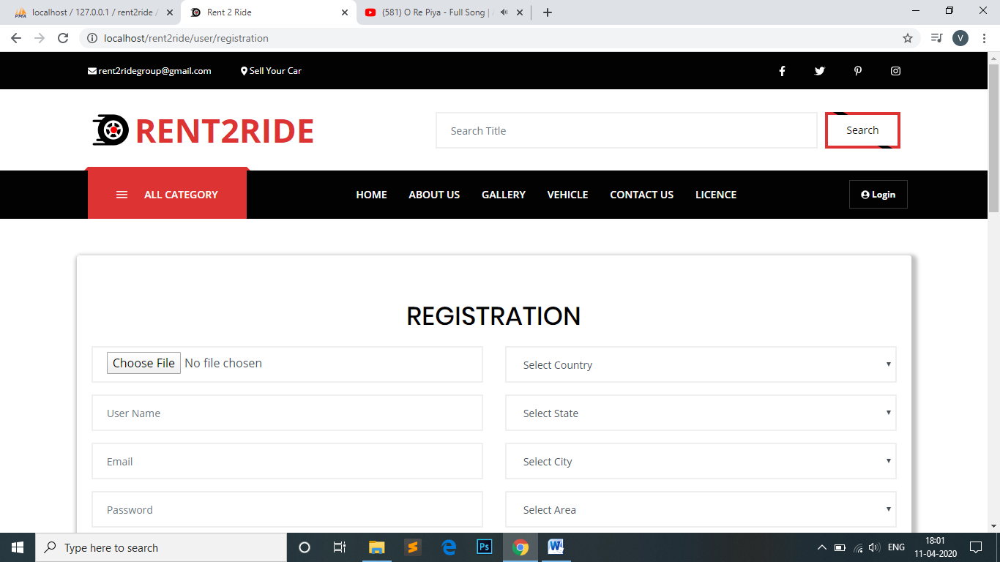 localhost / 127.0.0.1 / rent2ride /
Rent 2 Ride
(581) O Re Piya - Full Song |
localhost/rent2ride/user/registration
V
rent2ridegroup@gmail.com Sell Your Car
RENT2RIDE
Search Title
Search
ALL CATEGORY
HOME ABOUT US GALLERY VEHICLE CONTACT US LICENCE
Login
REGISTRATION
Choose File No file chosen
Select Country
User Name
Select State
Email
Select City
Password
Select Area
Type here to search
Ps
W
ENG
18:01
11-04-2020